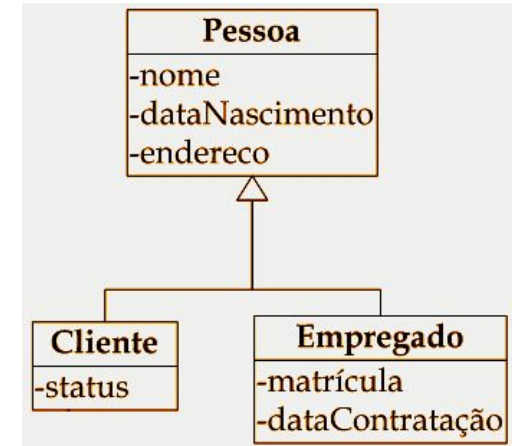 Pessoa
-nome
-dataNascimento
-endereco
Cliente
-status
Empregado
-matrícula
-dataContratação